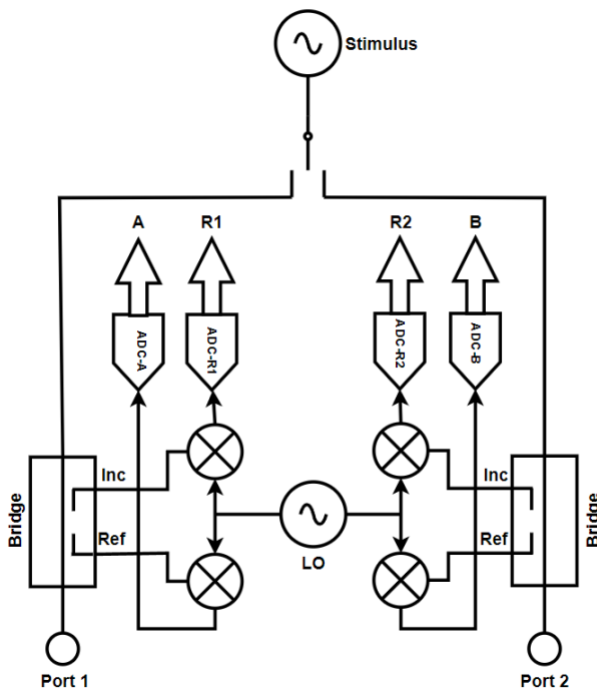 Stimulus
A
R1
R2
B
ADC-A
ADC-R1
ADC-R2
ADC-B
Inc
Inc
Bridge
Ref
LO
Ref
Bridge
Port 1
Port 2